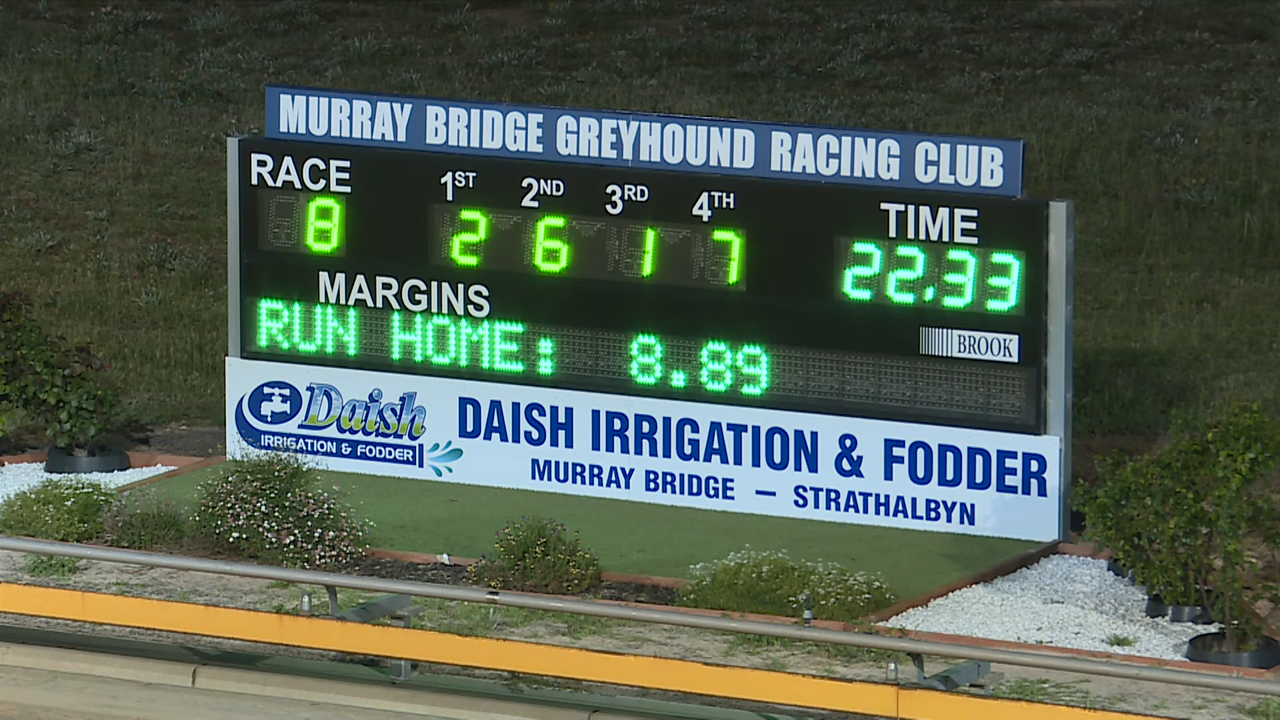 MURRAY BRIDGE GREYHOUND RACING CLUB
RACE 1ST 2ND 3RD 4TH TIME
8 2 6 1 7 22.33
MARGINS
RUN HOME: 8.89
BROOK
Daish
IRRIGATION & FODDER
DAISH IRRIGATION & FODDER
MURRAY BRIDGE – STRATHALBYN